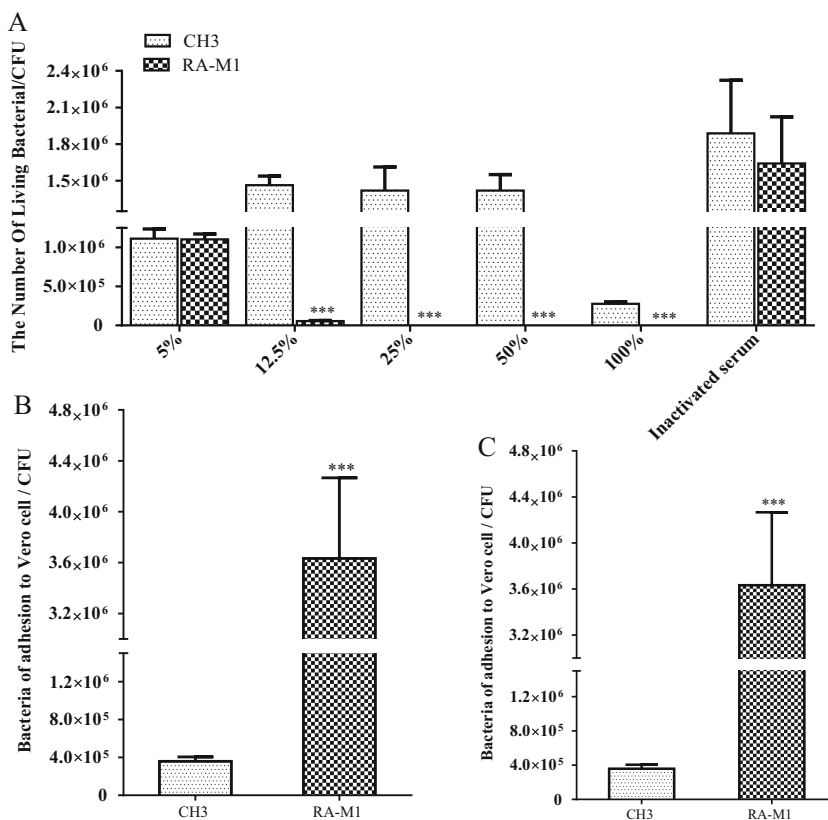 A
CH3
RA-M1
The Number Of Living Bacterial/CFU
2.4×10⁶
2.1×10⁶
1.8×10⁶
1.5×10⁶
1.0×10⁶
5.0×10⁵
0
5%
12.5%
25%
50%
100%
Inactivated serum
***
***
***
***
B
Bacteria of adhesion to Vero cell / CFU
4.8×10⁶
4.4×10⁶
4.0×10⁶
3.6×10⁶
3.2×10⁶
1.2×10⁶
8.0×10⁵
4.0×10⁵
0
***
CH3
RA-M1
C
Bacteria of adhesion to Vero cell / CFU
4.8×10⁶
4.4×10⁶
4.0×10⁶
3.6×10⁶
3.2×10⁶
1.6×10⁶
1.2×10⁶
8.0×10⁵
4.0×10⁵
0
***
CH3
RA-M1